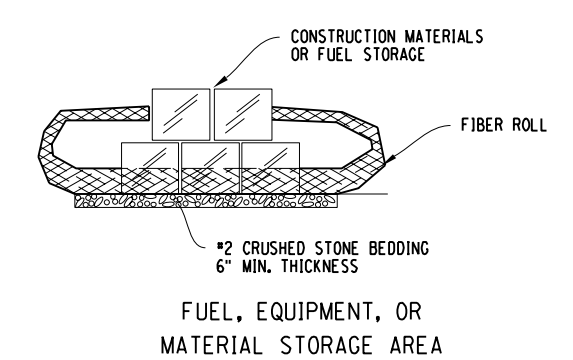 CONSTRUCTION MATERIALS
OR FUEL STORAGE
FIBER ROLL
#2 CRUSHED STONE BEDDING
6" MIN. THICKNESS
FUEL, EQUIPMENT, OR
MATERIAL STORAGE AREA